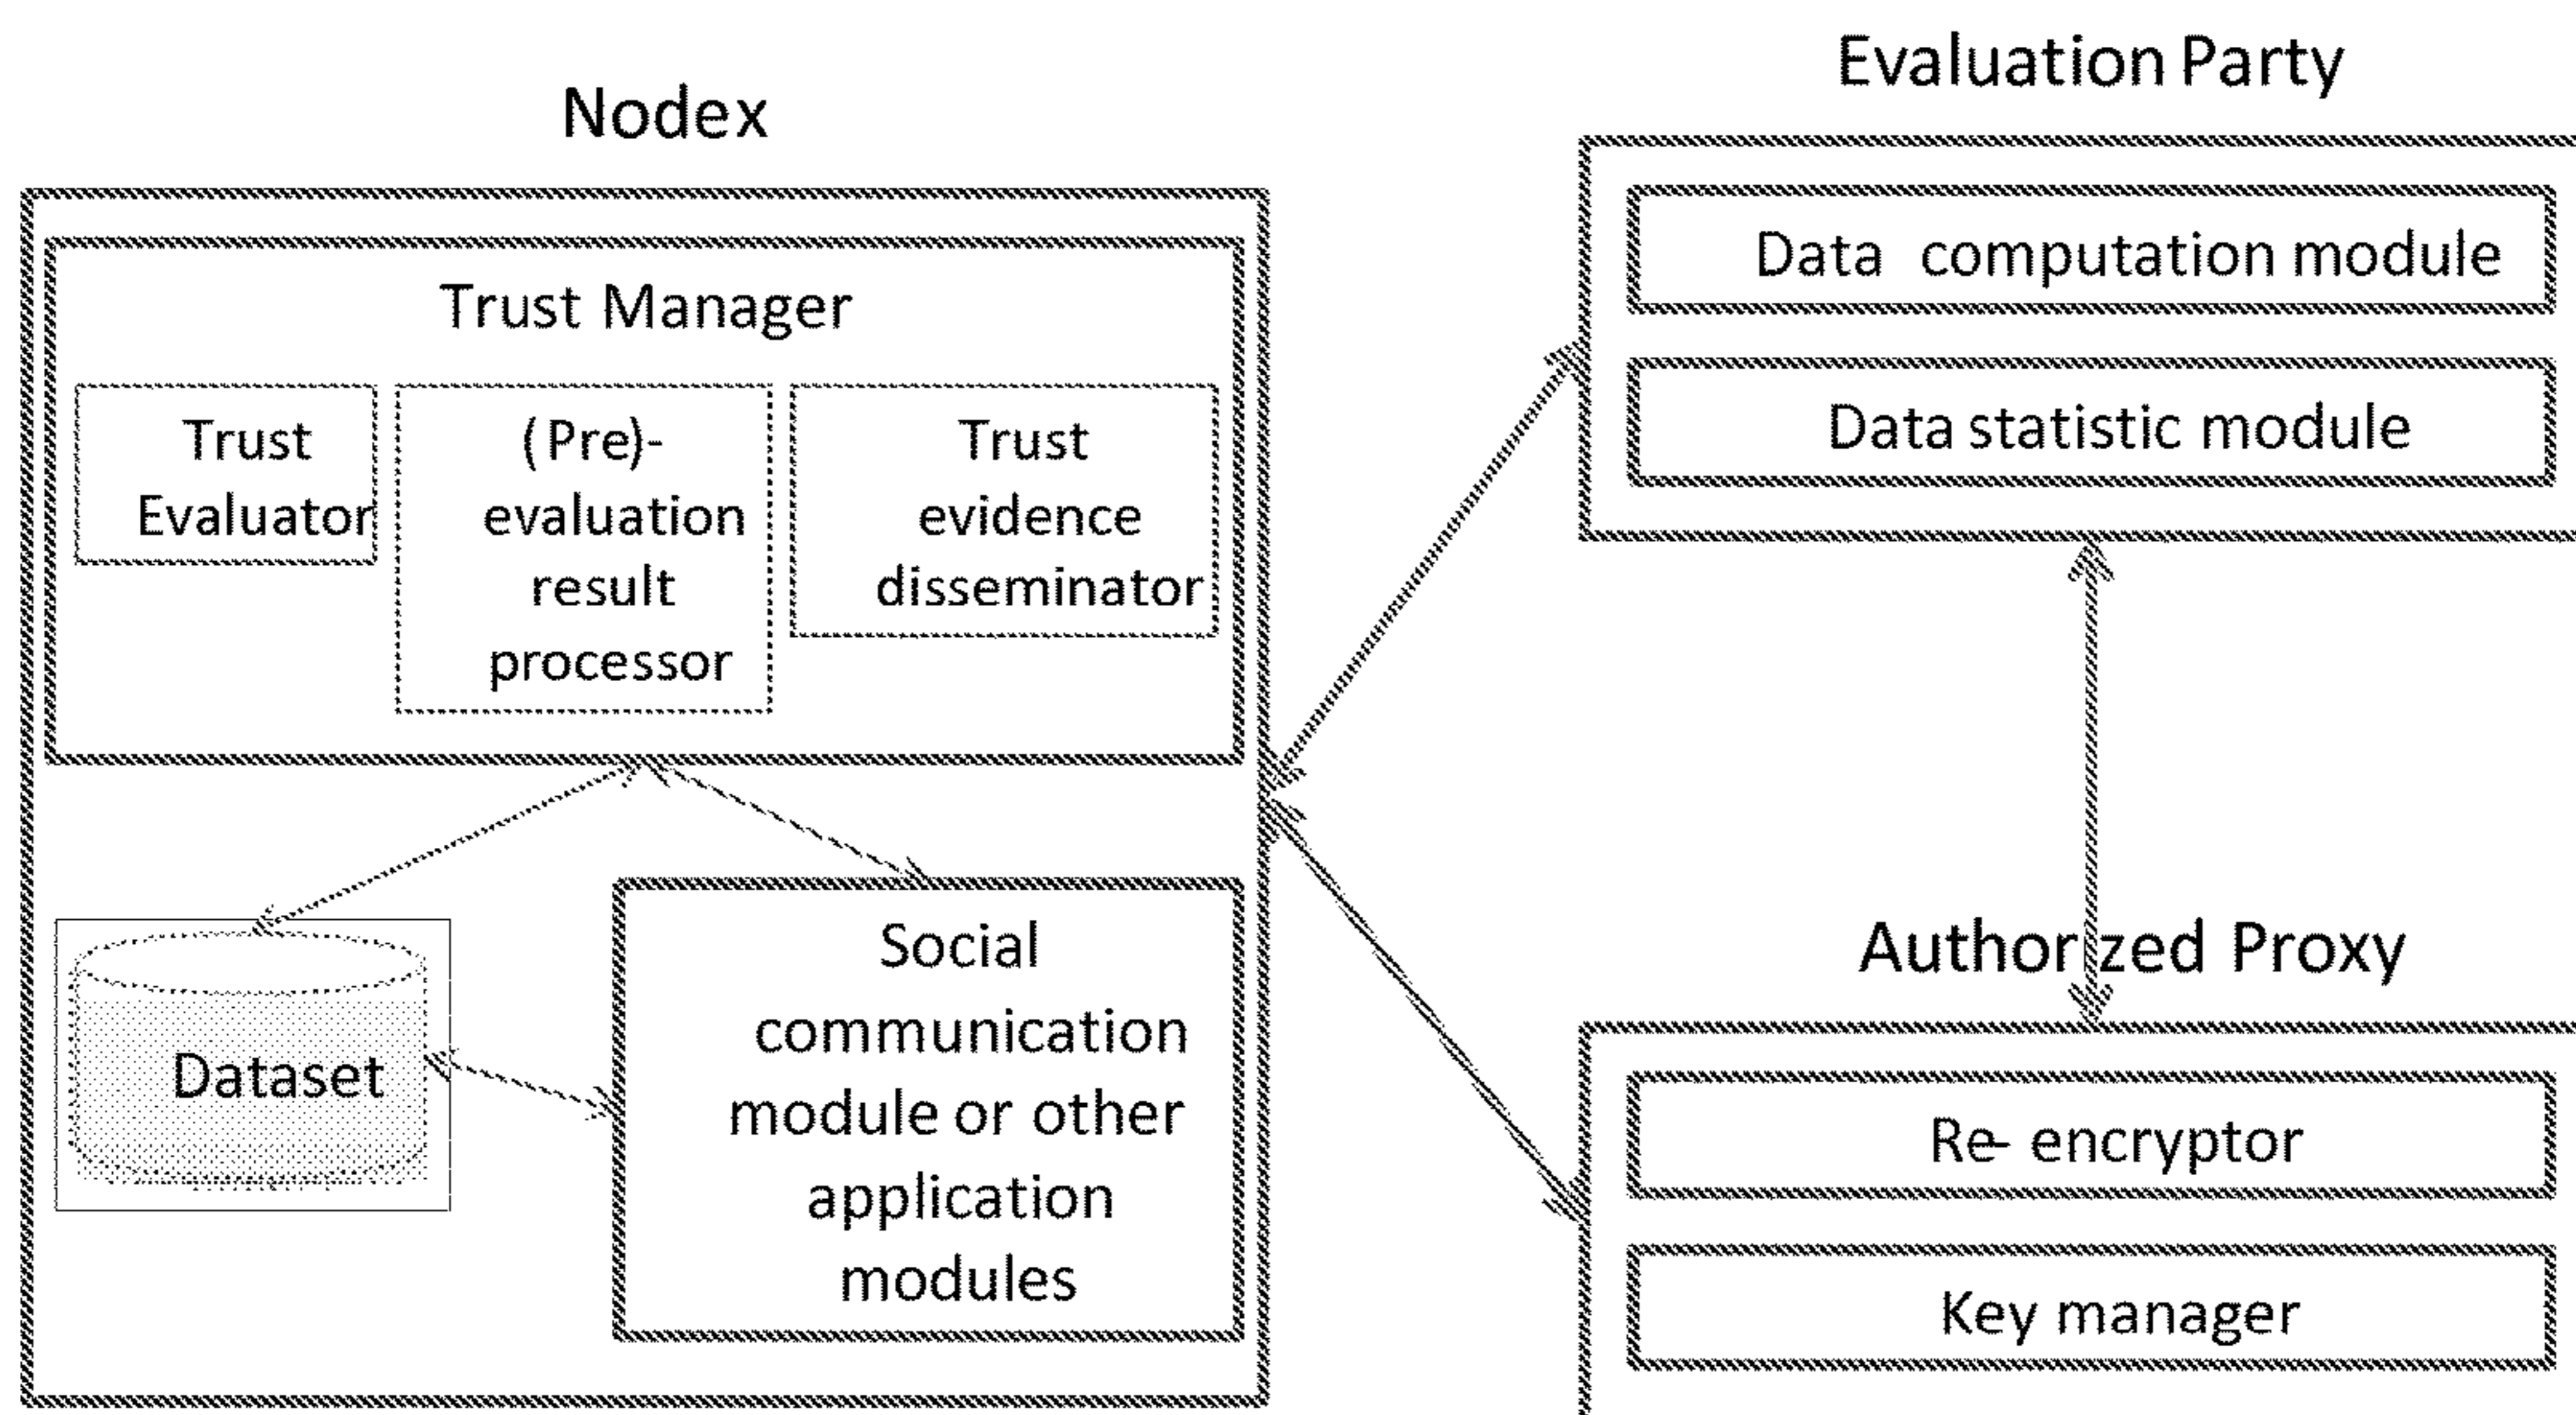 Nodex
Trust Manager
Trust
Evaluator
(Pre)-
evaluation
result
processor
Trust
evidence
disseminator
Dataset
Social
communication
module or other
application
modules
Evaluation Party
Data computation module
Data statistic module
Authorized Proxy
Re- encryptor
Key manager